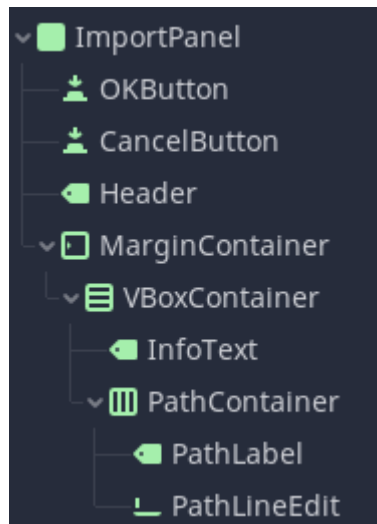 ImportPanel
OKButton
CancelButton
Header
MarginContainer
VBoxContainer
InfoText
PathContainer
PathLabel
PathLineEdit